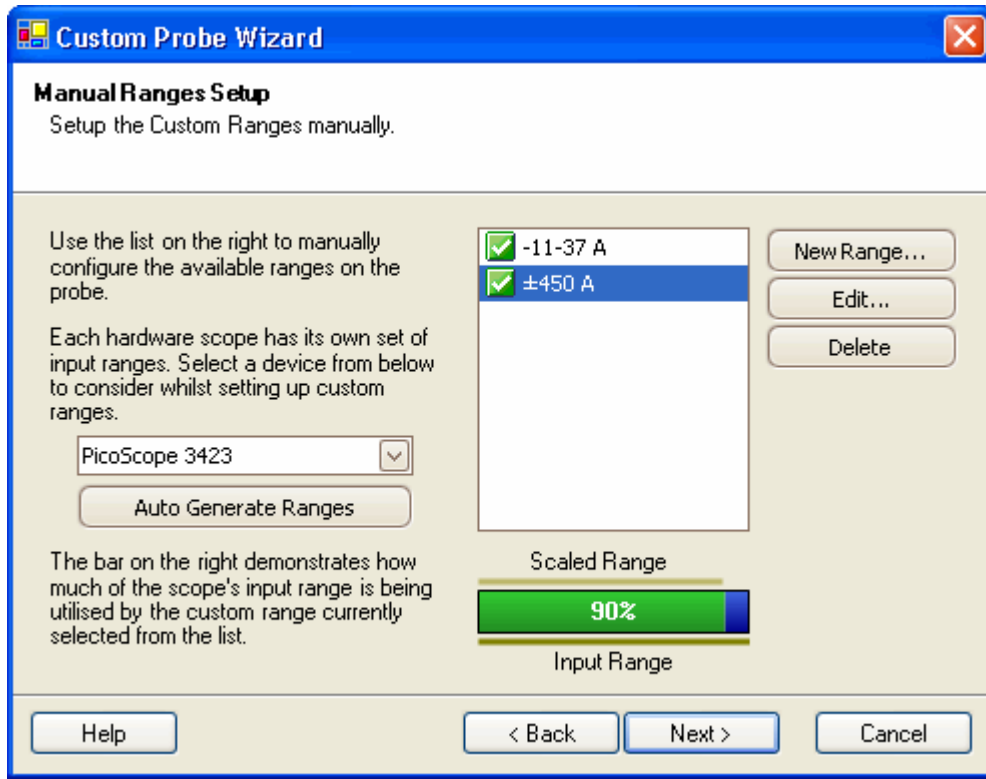 Custom Probe Wizard
Manual Ranges Setup
Setup the Custom Ranges manually.
Use the list on the right to manually
configure the available ranges on the
probe.
Each hardware scope has its own set of
input ranges. Select a device from below
to consider whilst setting up custom
ranges.
PicoScope 3423
Auto Generate Ranges
The bar on the right demonstrates how
much of the scope's input range is being
utilised by the custom range currently
selected from the list.
-11-37 A
±450 A
New Range...
Edit...
Delete
Scaled Range
90%
Input Range
Help
< Back
Next >
Cancel